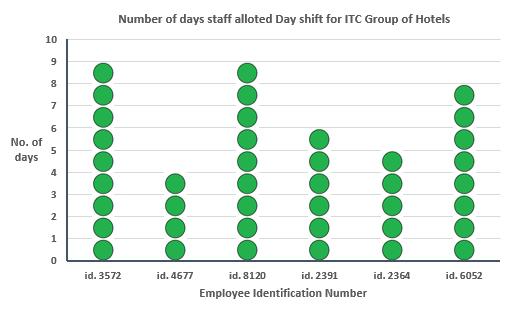 Number of days staff alloted Day shift for ITC Group of Hotels
10
9
8
7
6
No. of
days
5
4
3
2
1
0
id. 3572 id. 4677 id. 8120 id. 2391 id. 2364 id. 6052
Employee Identification Number